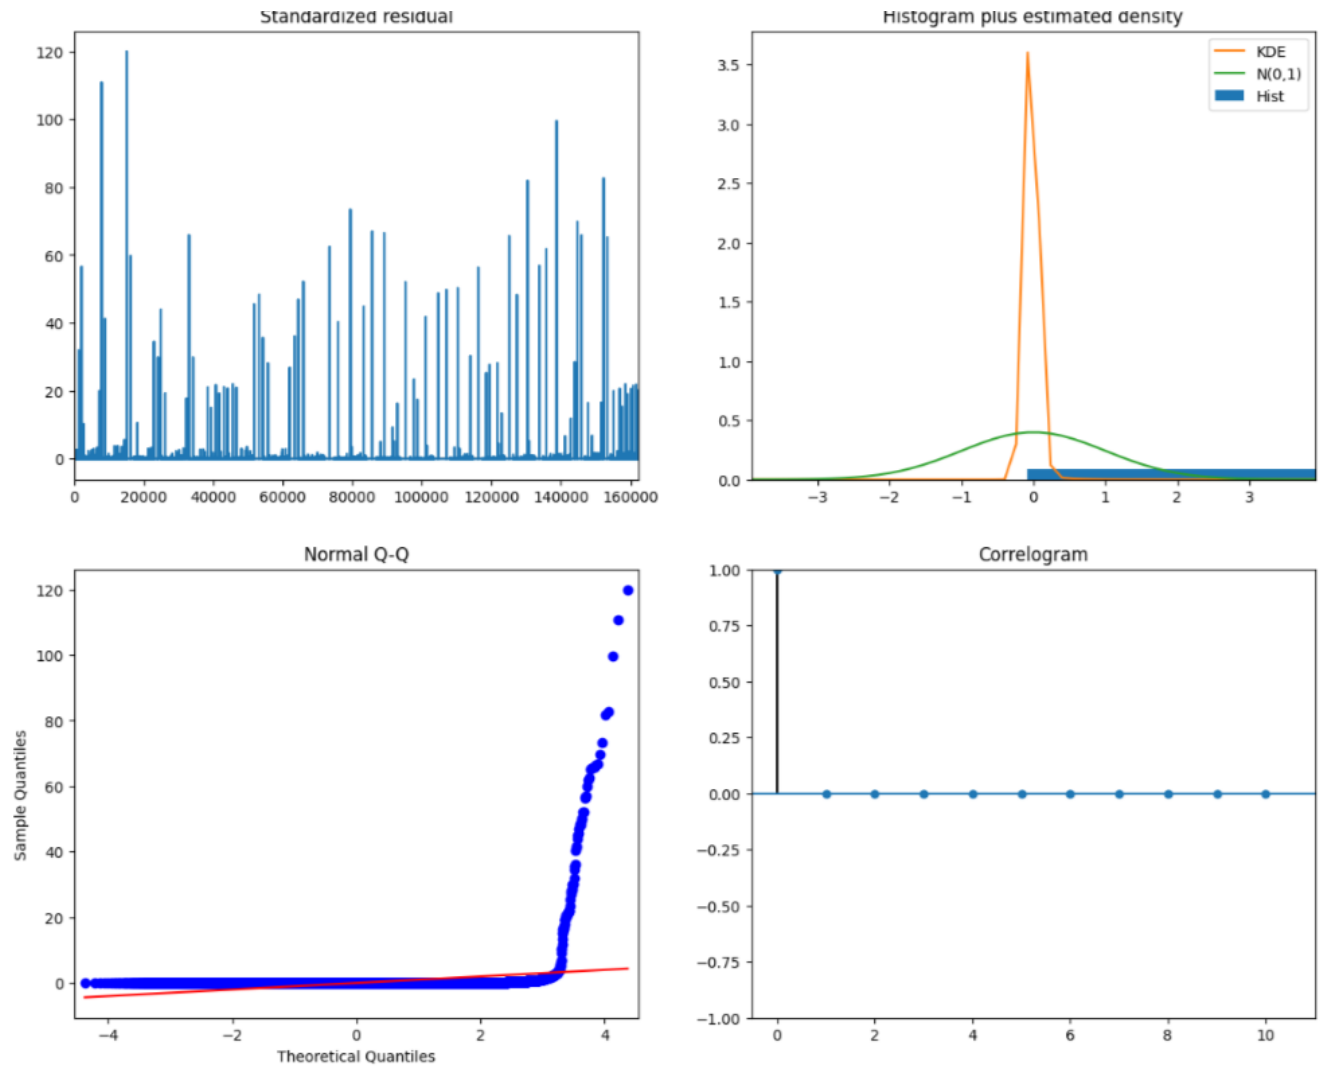 Standardized residual
120
100
80
60
40
20
0
0 20000 40000 60000 80000 100000 120000 140000 160000
Histogram plus estimated density
KDE
N(0,1)
Hist
3.5
3.0
2.5
2.0
1.5
1.0
0.5
0.0
−3 −2 −1 0 1 2 3
Normal Q-Q
Sample Quantiles
120
100
80
60
40
20
0
−4 −2 0 2 4
Theoretical Quantiles
Correlogram
1.00
0.75
0.50
0.25
0.00
−0.25
−0.50
−0.75
−1.00
0 2 4 6 8 10